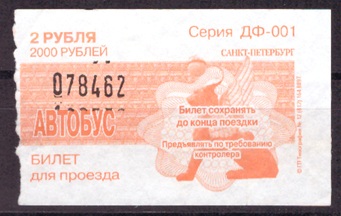 2 РУБЛЯ
2000 РУБЛЕЙ
Серия ДФ-001
САНКТ-ПЕТЕРБУРГ
078462
АВТОБУС
Билет сохранять
до конца поездки
Предъявлять по требованию
контролера
БИЛЕТ
для проезда